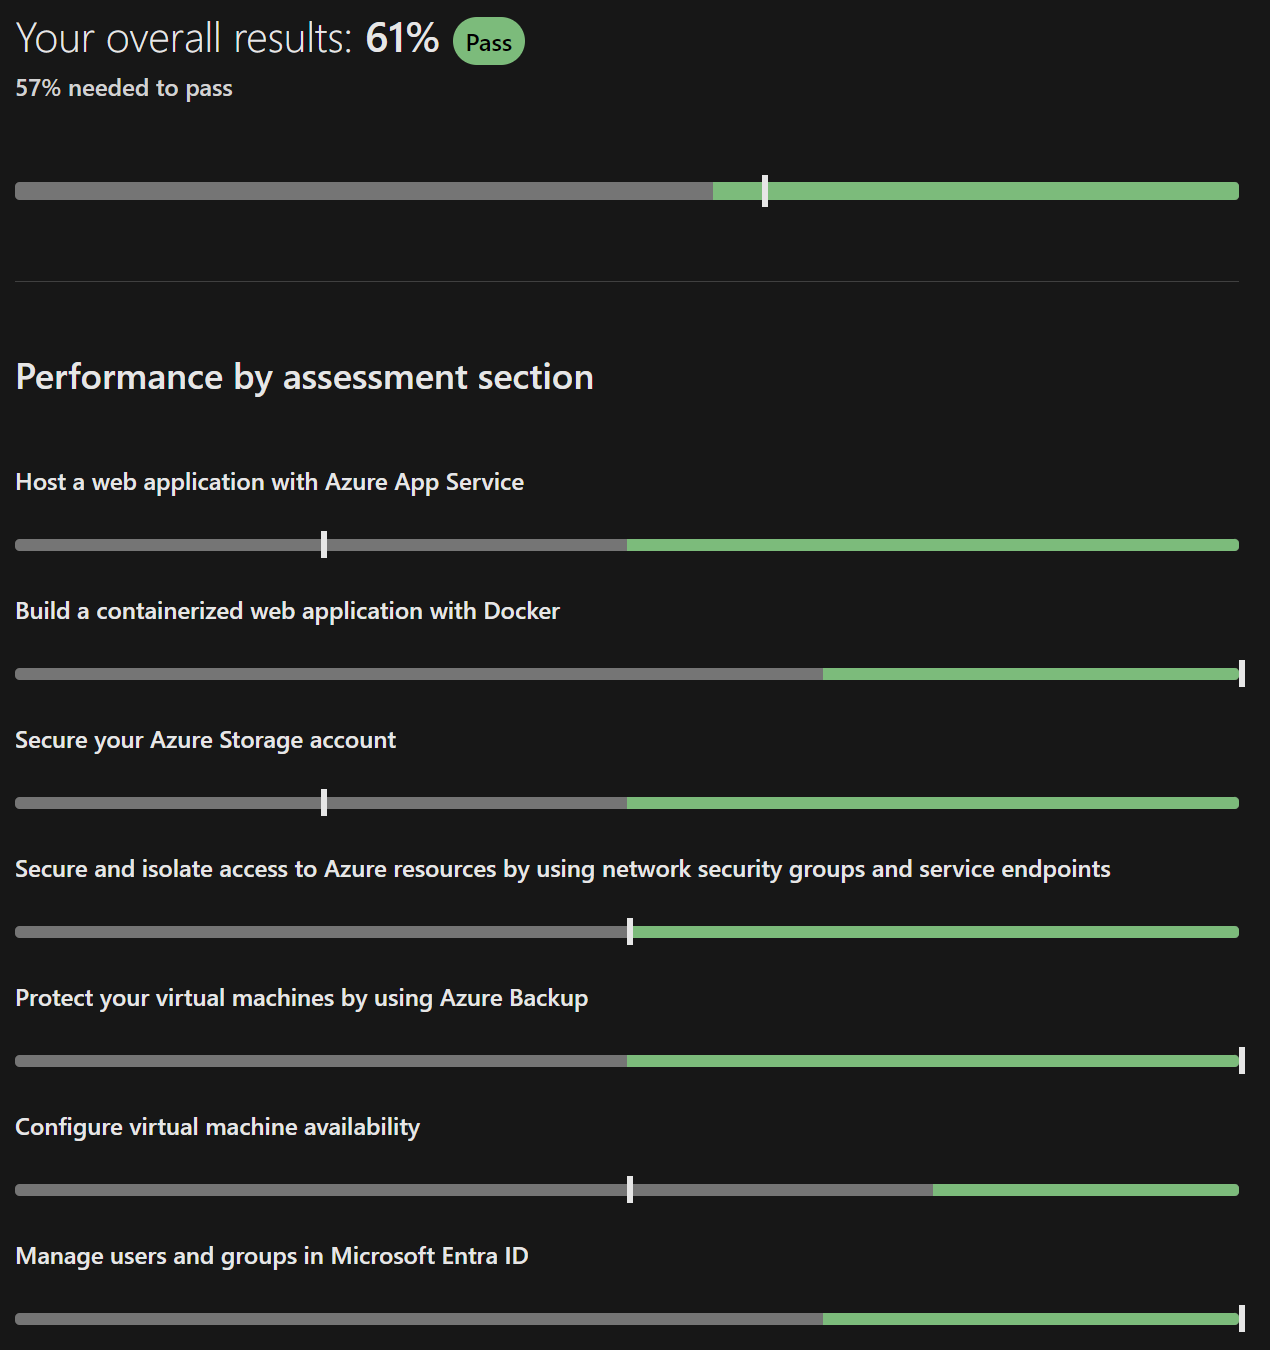 Your overall results: 61% Pass
57% needed to pass
Performance by assessment section
Host a web application with Azure App Service
Build a containerized web application with Docker
Secure your Azure Storage account
Secure and isolate access to Azure resources by using network security groups and service endpoints
Protect your virtual machines by using Azure Backup
Configure virtual machine availability
Manage users and groups in Microsoft Entra ID